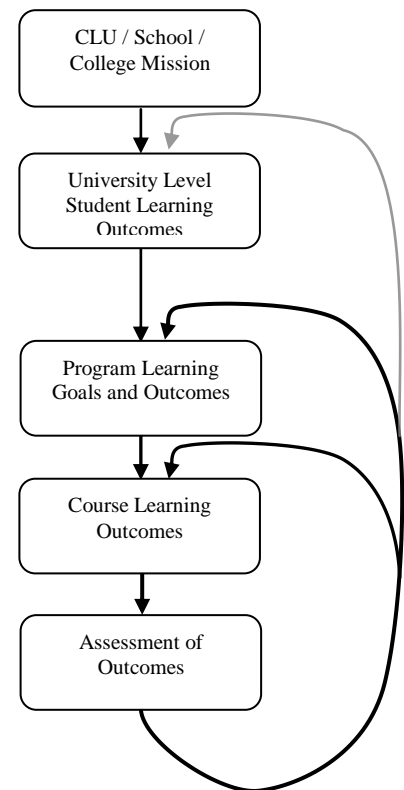 CLU / School /
College Mission
University Level
Student Learning
Outcomes
Program Learning
Goals and Outcomes
Course Learning
Outcomes
Assessment of
Outcomes